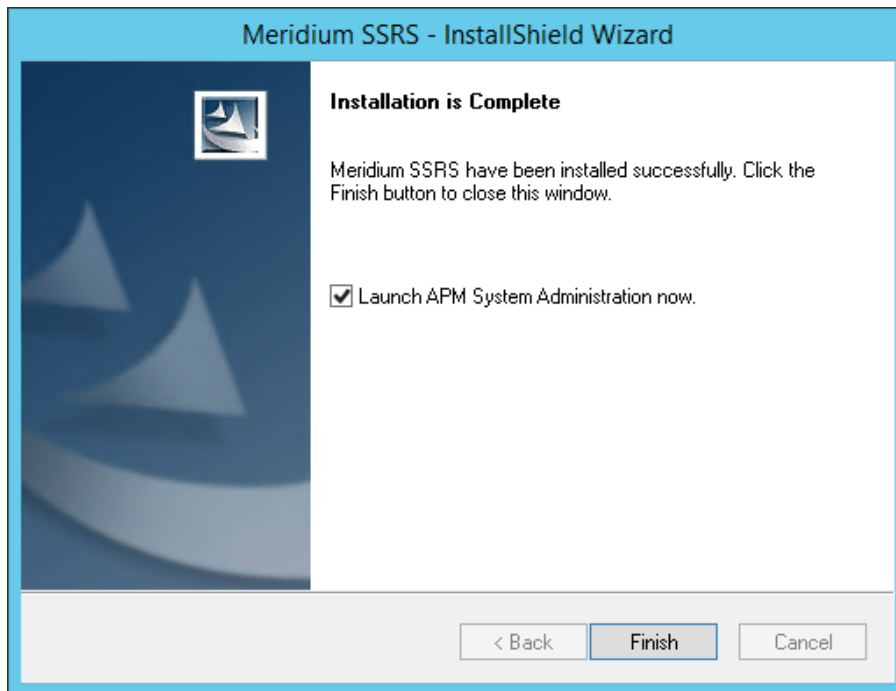 Meridium SSRS - InstallShield Wizard
Installation is Complete
Meridium SSRS have been installed successfully. Click the
Finish button to close this window.
Launch APM System Administration now.
< Back
Finish
Cancel